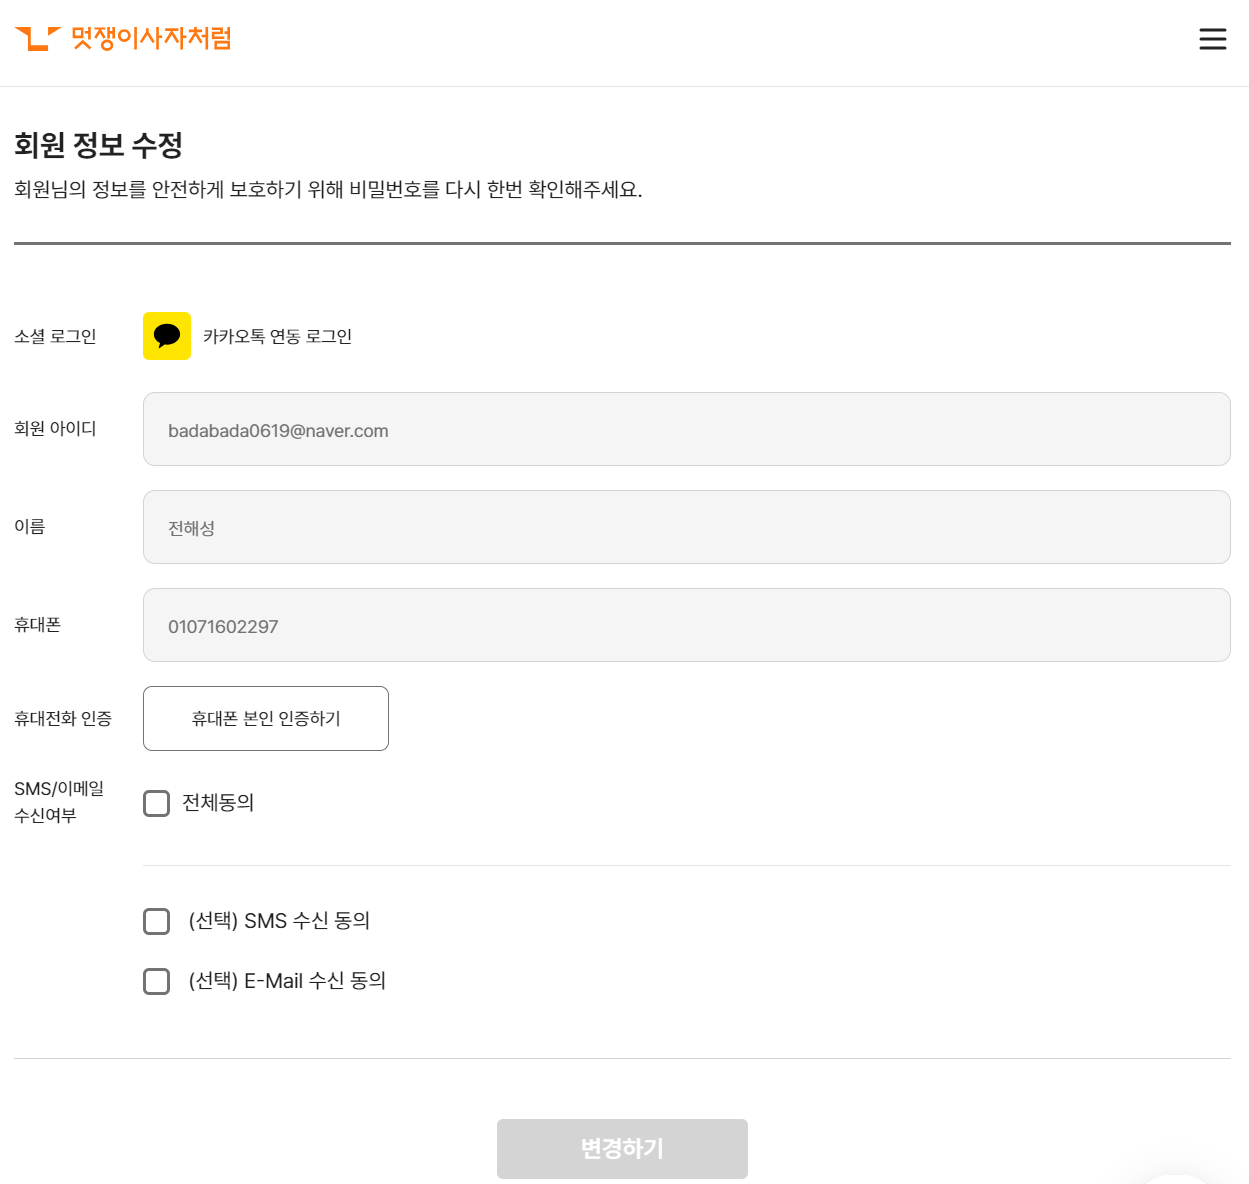 멋쟁이사자처럼
회원 정보 수정
회원님의 정보를 안전하게 보호하기 위해 비밀번호를 다시 한번 확인해주세요.
소셜 로그인
카카오톡 연동 로그인
회원 아이디
badabada0619@naver.com
이름
전해성
휴대폰
01071602297
휴대전화 인증
휴대폰 본인 인증하기
SMS/이메일
수신여부
전체동의
(선택) SMS 수신 동의
(선택) E-Mail 수신 동의
변경하기